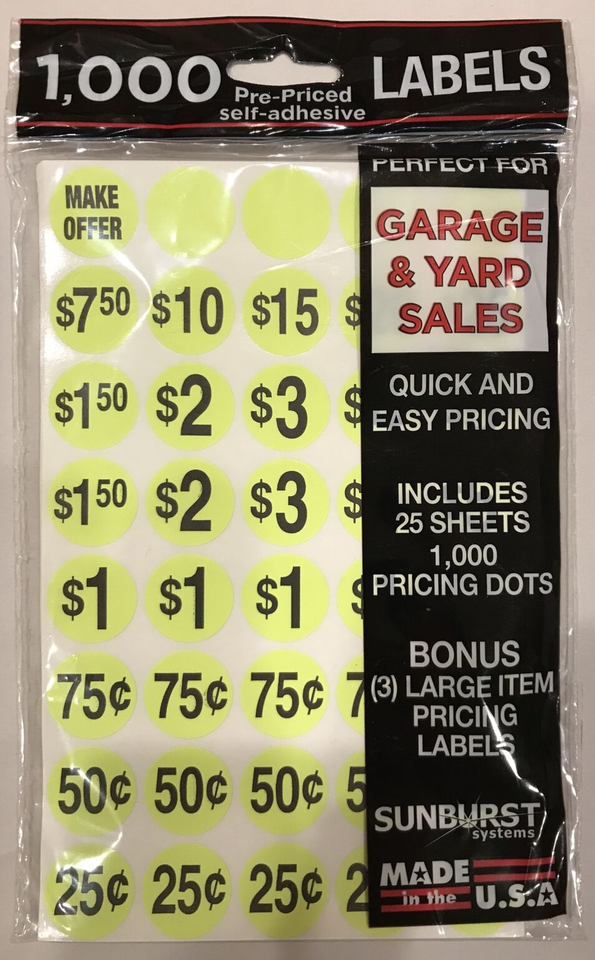 1,000
Pre-Priced
self-adhesive
LABELS
MAKE
OFFER
$7 50 $10 $15 $
$1 50 $2 $3 $
$1 50 $2 $3 $
$1 $1 $1 $
75¢ 75¢ 75¢ 7
50¢ 50¢ 50¢ 5
25¢ 25¢ 25¢ 2
PERFECT FOR
GARAGE
& YARD
SALES
QUICK AND
EASY PRICING
INCLUDES
25 SHEETS
1,000
PRICING DOTS
BONUS
(3) LARGE ITEM
PRICING
LABELS
SUNBURST
systems
MADE
in the U.S.A